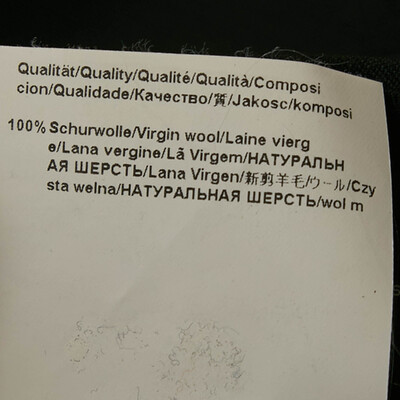 Qualität/Quality/Qualité/Qualità/Composi
cion/Qualidade/Качество/質/Jakosc/komposici
100% Schurwolle/Virgin wool/Laine vierg
e/Lana vergine/Lã Virgem/НАТУРАЛЬН
АЯ ШЕРСТЬ/Lana Virgen/新剪羊毛/ウール/Czy
sta welna/НАТУРАЛЬНАЯ ШЕРСТЬ/wol m